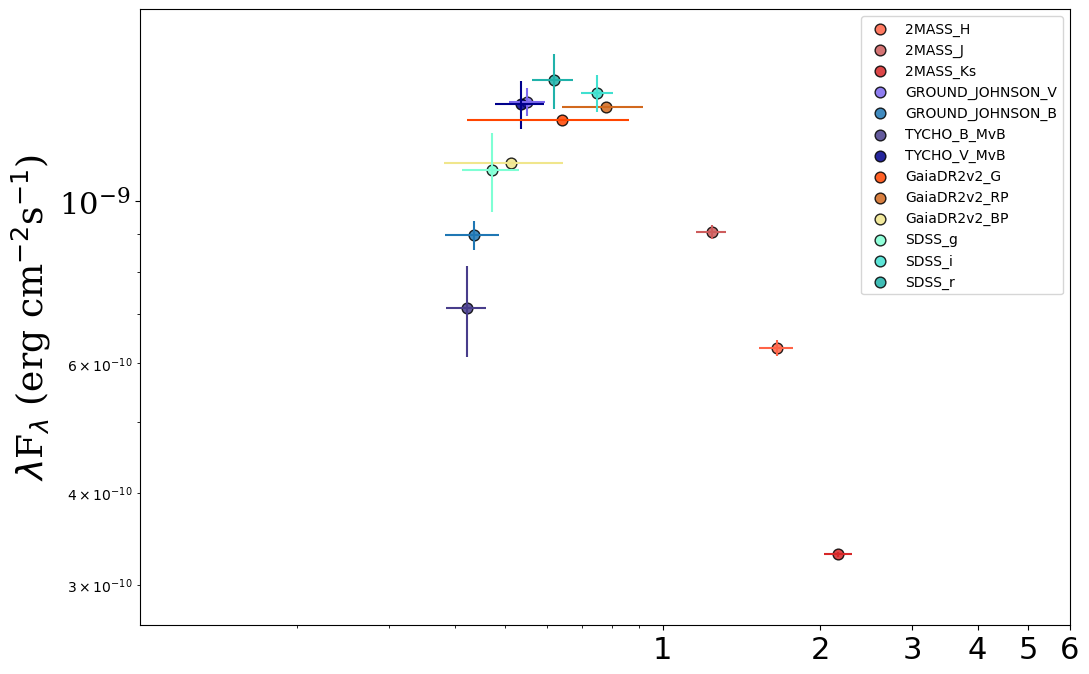 λF_λ (erg cm⁻²s⁻¹)
10⁻⁹
6 × 10⁻¹⁰
4 × 10⁻¹⁰
3 × 10⁻¹⁰
1 2 3 4 5 6
2MASS_H
2MASS_J
2MASS_Ks
GROUND_JOHNSON_V
GROUND_JOHNSON_B
TYCHO_B_MvB
TYCHO_V_MvB
GaiaDR2v2_G
GaiaDR2v2_RP
GaiaDR2v2_BP
SDSS_g
SDSS_i
SDSS_r